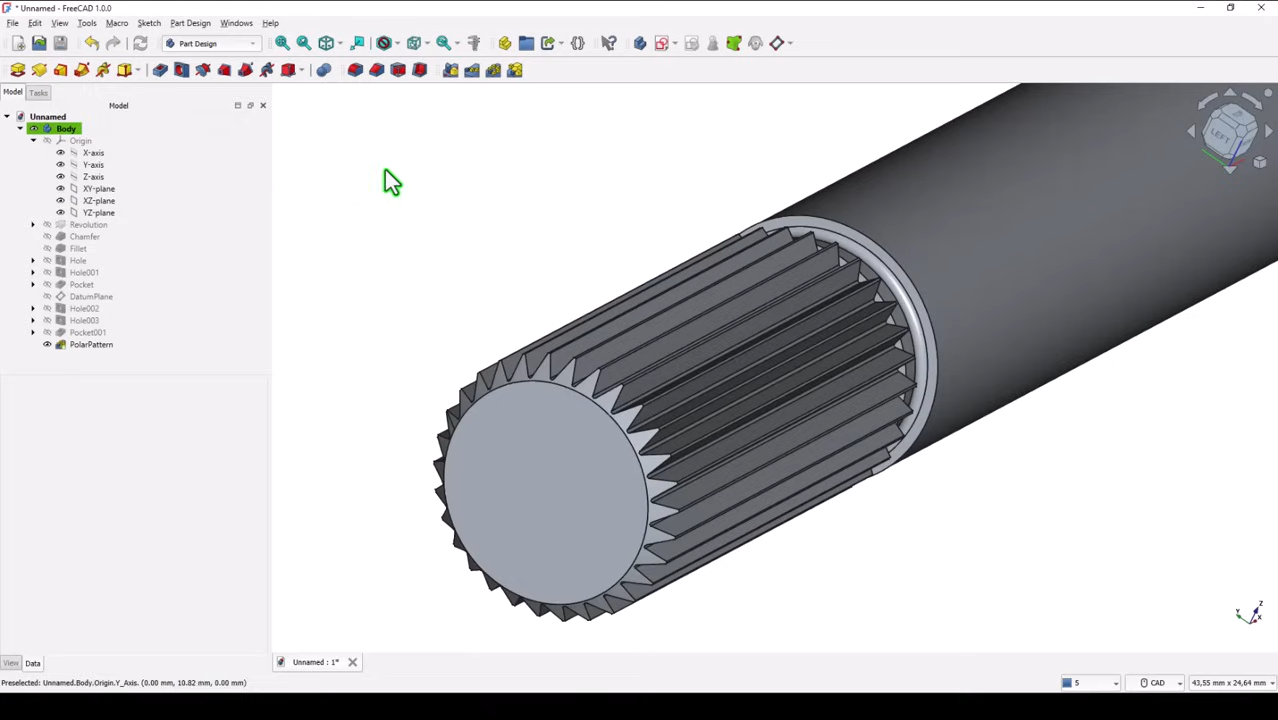 * Unnamed - FreeCAD 1.0.0
File Edit View Tools Macro Sketch Part Design Windows Help
Part Design
Model Tasks
Model
Unnamed
Body
Origin
X-axis
Y-axis
Z-axis
XY-plane
XZ-plane
YZ-plane
Revolution
Chamfer
Fillet
Hole
Hole001
Pocket
DatumPlane
Hole002
Hole003
Pocket001
PolarPattern
LEFT
Z
Y
X
View Data
Unnamed : 1*
Preselected: Unnamed.Body.Origin.Y_Axis. (0.00 mm, 10.82 mm, 0.00 mm)
5
CAD
43,55 mm x 24,64 mm